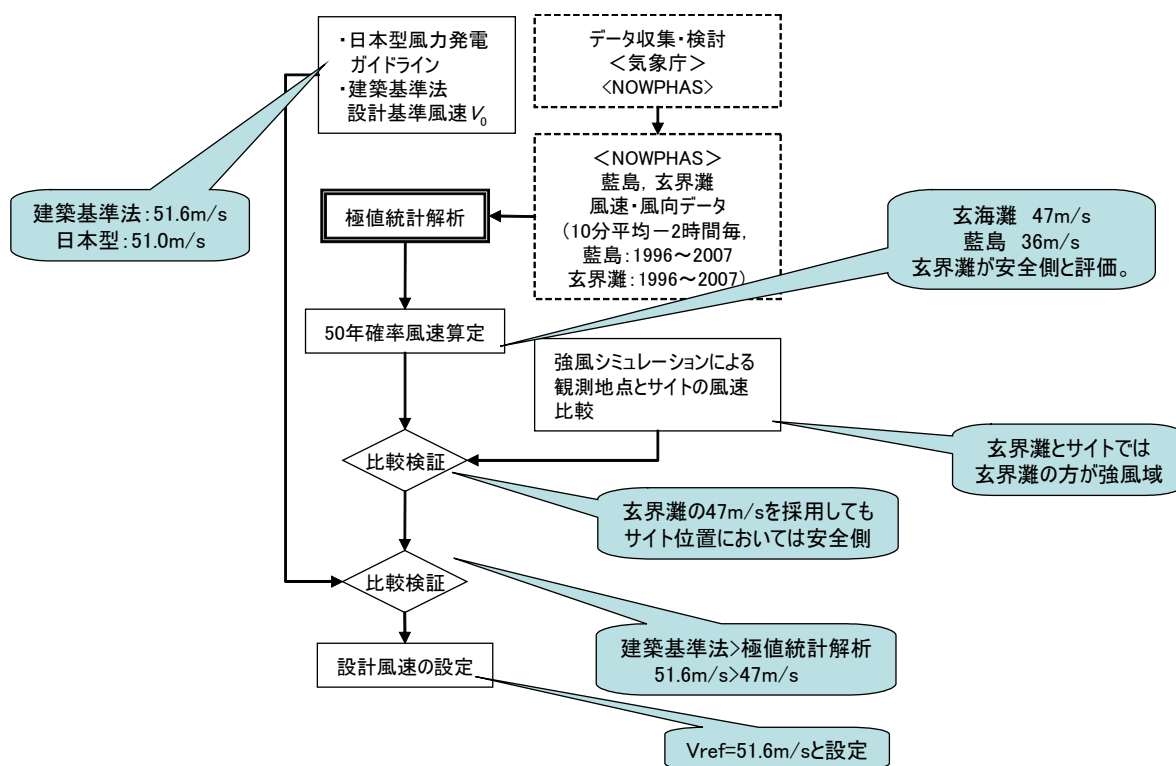 ・日本型風力発電
ガイドライン
・建築基準法
設計基準風速V0
データ収集・検討
＜気象庁＞
<NOWPHAS>
＜NOWPHAS＞
藍島，玄界灘
風速・風向データ
（10分平均－2時間毎，
藍島：1996～2007
玄界灘：1996～2007）
建築基準法：51.6m/s
日本型：51.0m/s
極値統計解析
玄海灘　47m/s
藍島　36m/s
玄界灘が安全側と評価。
50年確率風速算定
強風シミュレーションによる
観測地点とサイトの風速
比較
玄界灘とサイトでは
玄界灘の方が強風域
比較検証
玄界灘の47m/sを採用しても
サイト位置においては安全側
比較検証
建築基準法＞極値統計解析
51.6m/s>47m/s
設計風速の設定
Vref=51.6m/sと設定